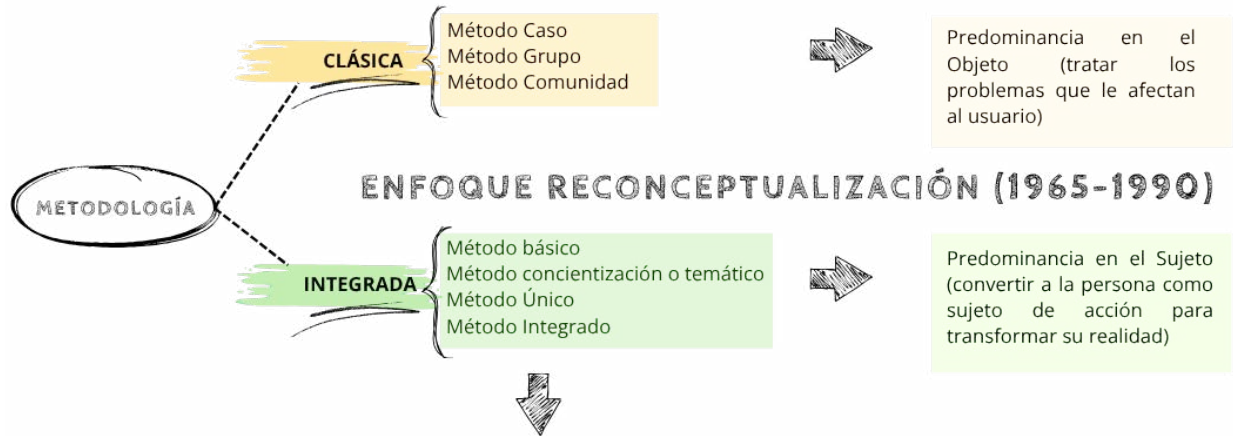 CLÁSICA
Método Caso
Método Grupo
Método Comunidad
Predominancia en el
Objeto (tratar los
problemas que le afectan
al usuario)
METODOLOGÍA
ENFOQUE RECONCEPTUALIZACIÓN (1965-1990)
INTEGRADA
Método básico
Método concientización o temático
Método Único
Método Integrado
Predominancia en el Sujeto
(convertir a la persona como
sujeto de acción para
transformar su realidad)